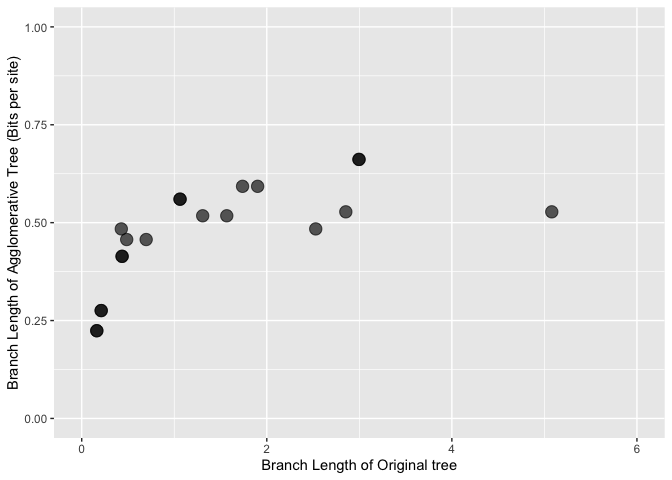 1.00
0.75
0.50
0.25
0.00
0 2 4 6
Branch Length of Original tree
Branch Length of Agglomerative Tree (Bits per site)